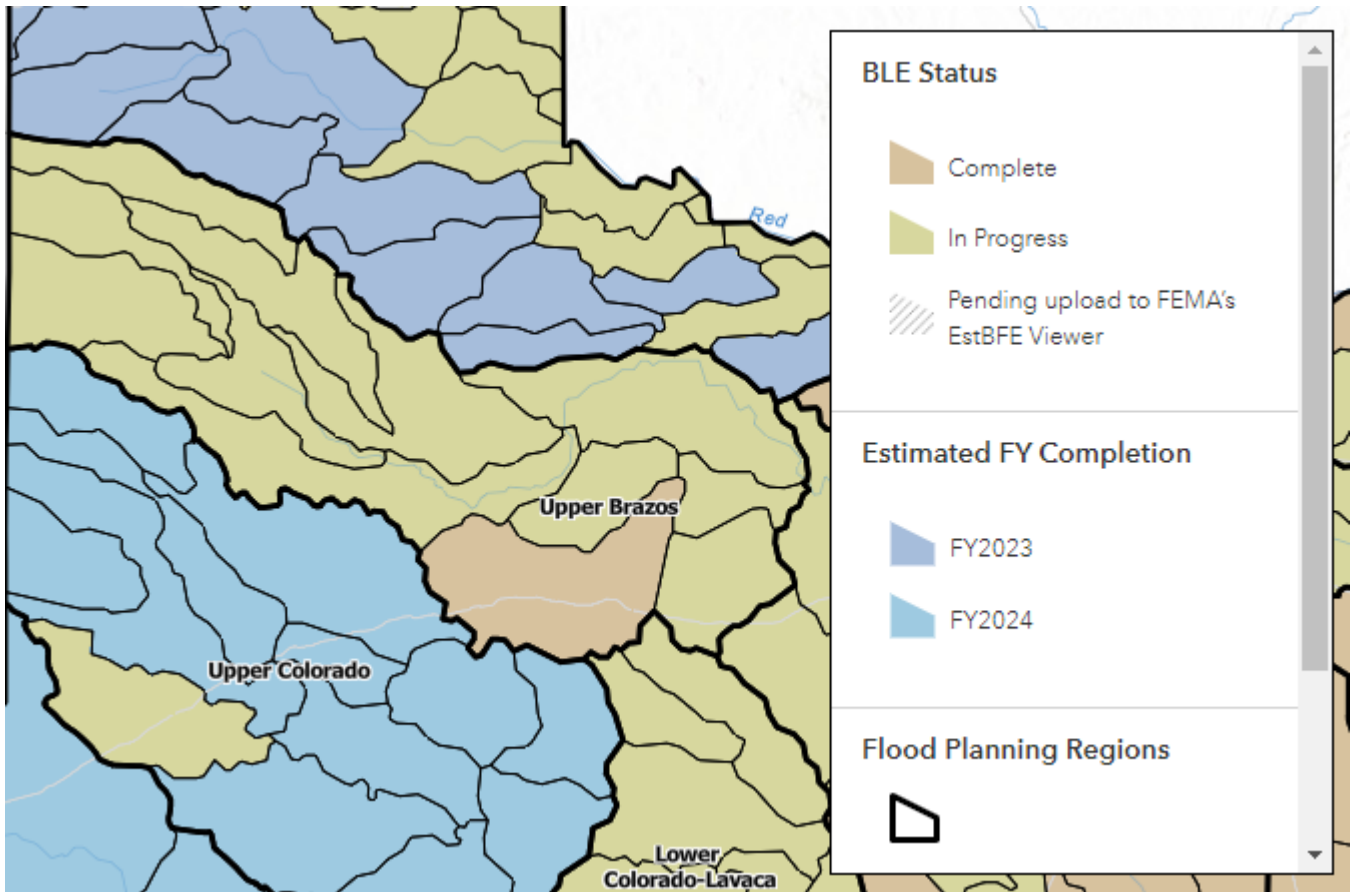 Red
Upper Brazos
Upper Colorado
Lower
Colorado-Lavaca
BLE Status
Complete
In Progress
Pending upload to FEMA's
EstBFE Viewer
Estimated FY Completion
FY2023
FY2024
Flood Planning Regions